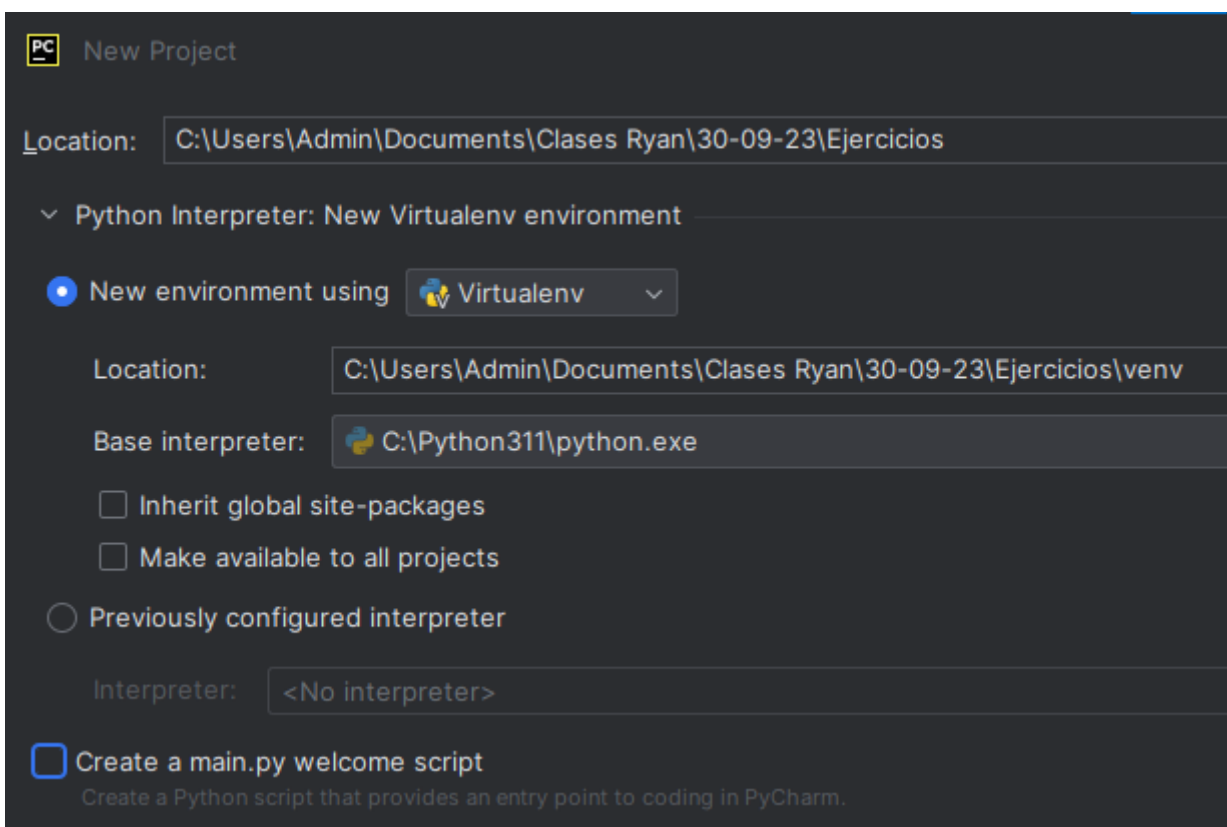 PC New Project
Location: C:\Users\Admin\Documents\Clases Ryan\30-09-23\Ejercicios
Python Interpreter: New Virtualenv environment
New environment using Virtualenv
Location: C:\Users\Admin\Documents\Clases Ryan\30-09-23\Ejercicios\venv
Base interpreter: C:\Python311\python.exe
Inherit global site-packages
Make available to all projects
Previously configured interpreter
Interpreter: <No interpreter>
Create a main.py welcome script
Create a Python script that provides an entry point to coding in PyCharm.